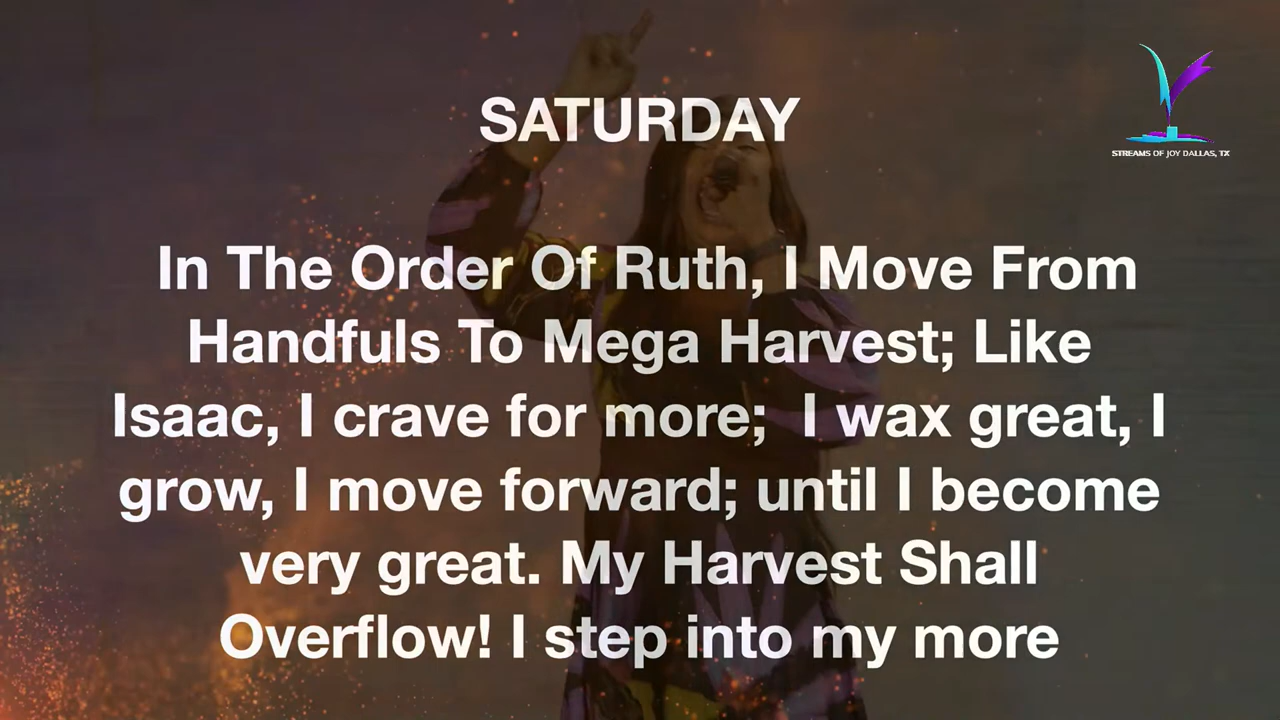 SATURDAY
STREAMS OF JOY DALLAS, TX
In The Order Of Ruth, I Move From
Handfuls To Mega Harvest; Like
Isaac, I crave for more;  I wax great, I
grow, I move forward; until I become
very great. My Harvest Shall
Overflow! I step into my more